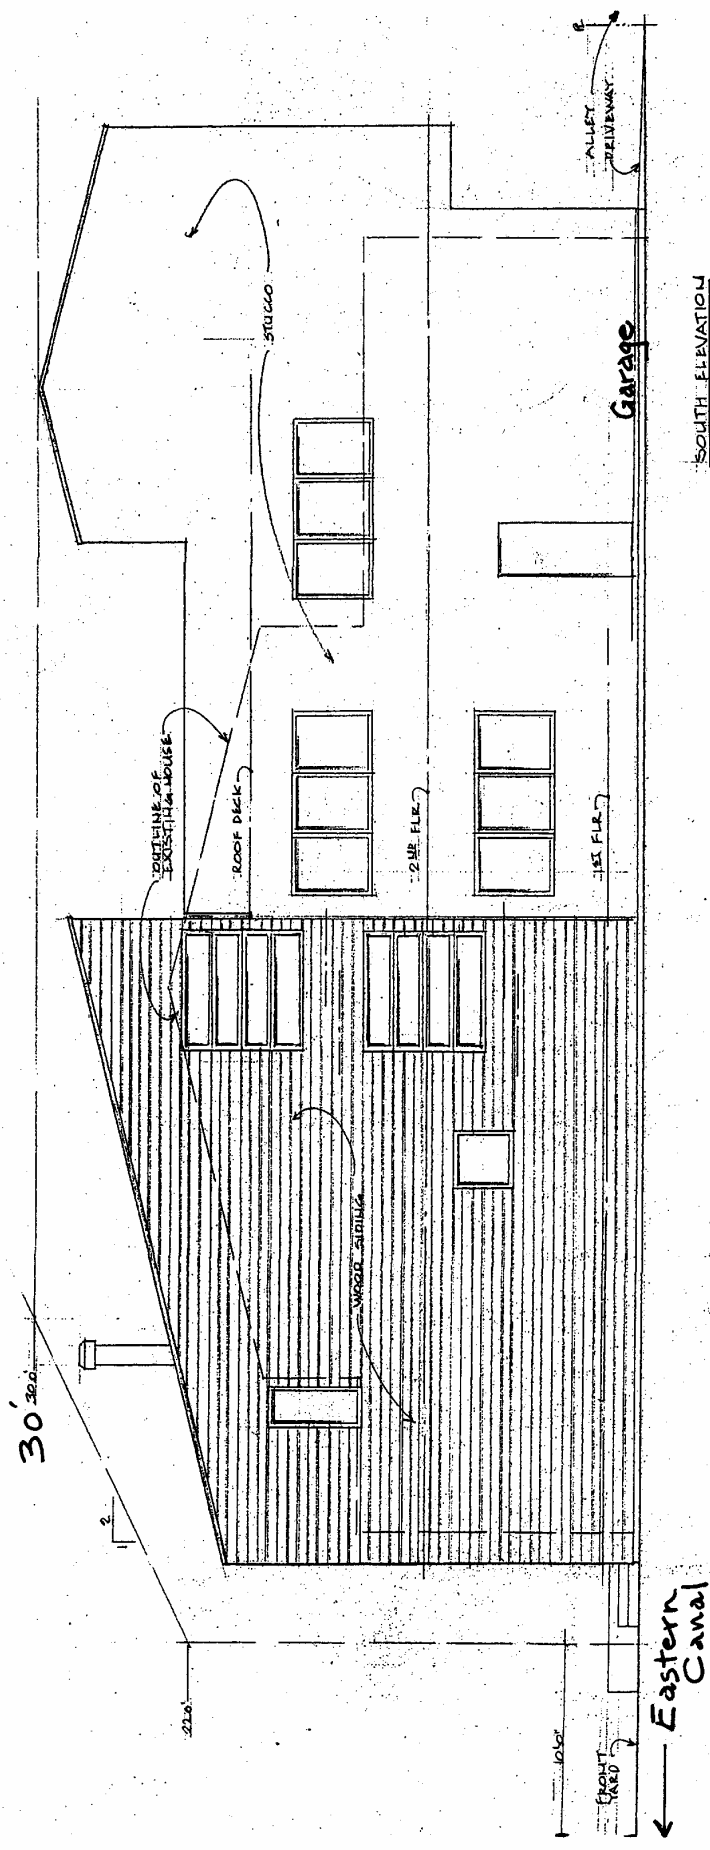 30'
30.0'
2
1
22.0'
10'-0"
FRONT
YARD
Eastern
Canal
WOOD SIDING
OUTLINE OF
EXISTING HOUSE
ROOF DECK
2ND FLR
1ST FLR
STUCCO
Garage
ALLEY
DRIVEWAY
SOUTH ELEVATION